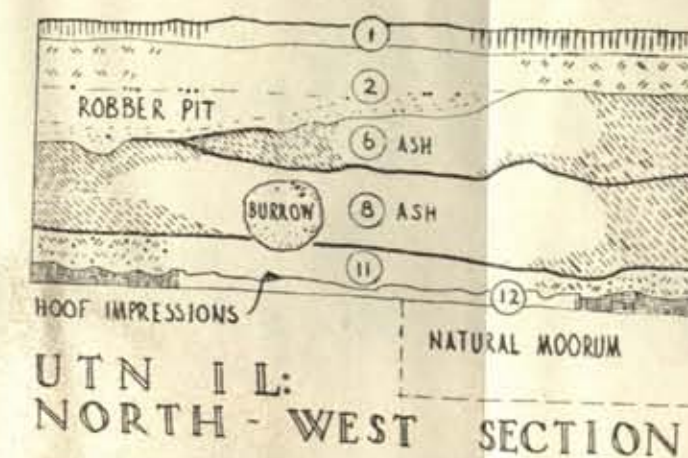 1
2
ROBBER PIT
6 ASH
BURROW 8 ASH
11
12
HOOF IMPRESSIONS
NATURAL MOORUM
UTN IL:
NORTH-WEST SECTION